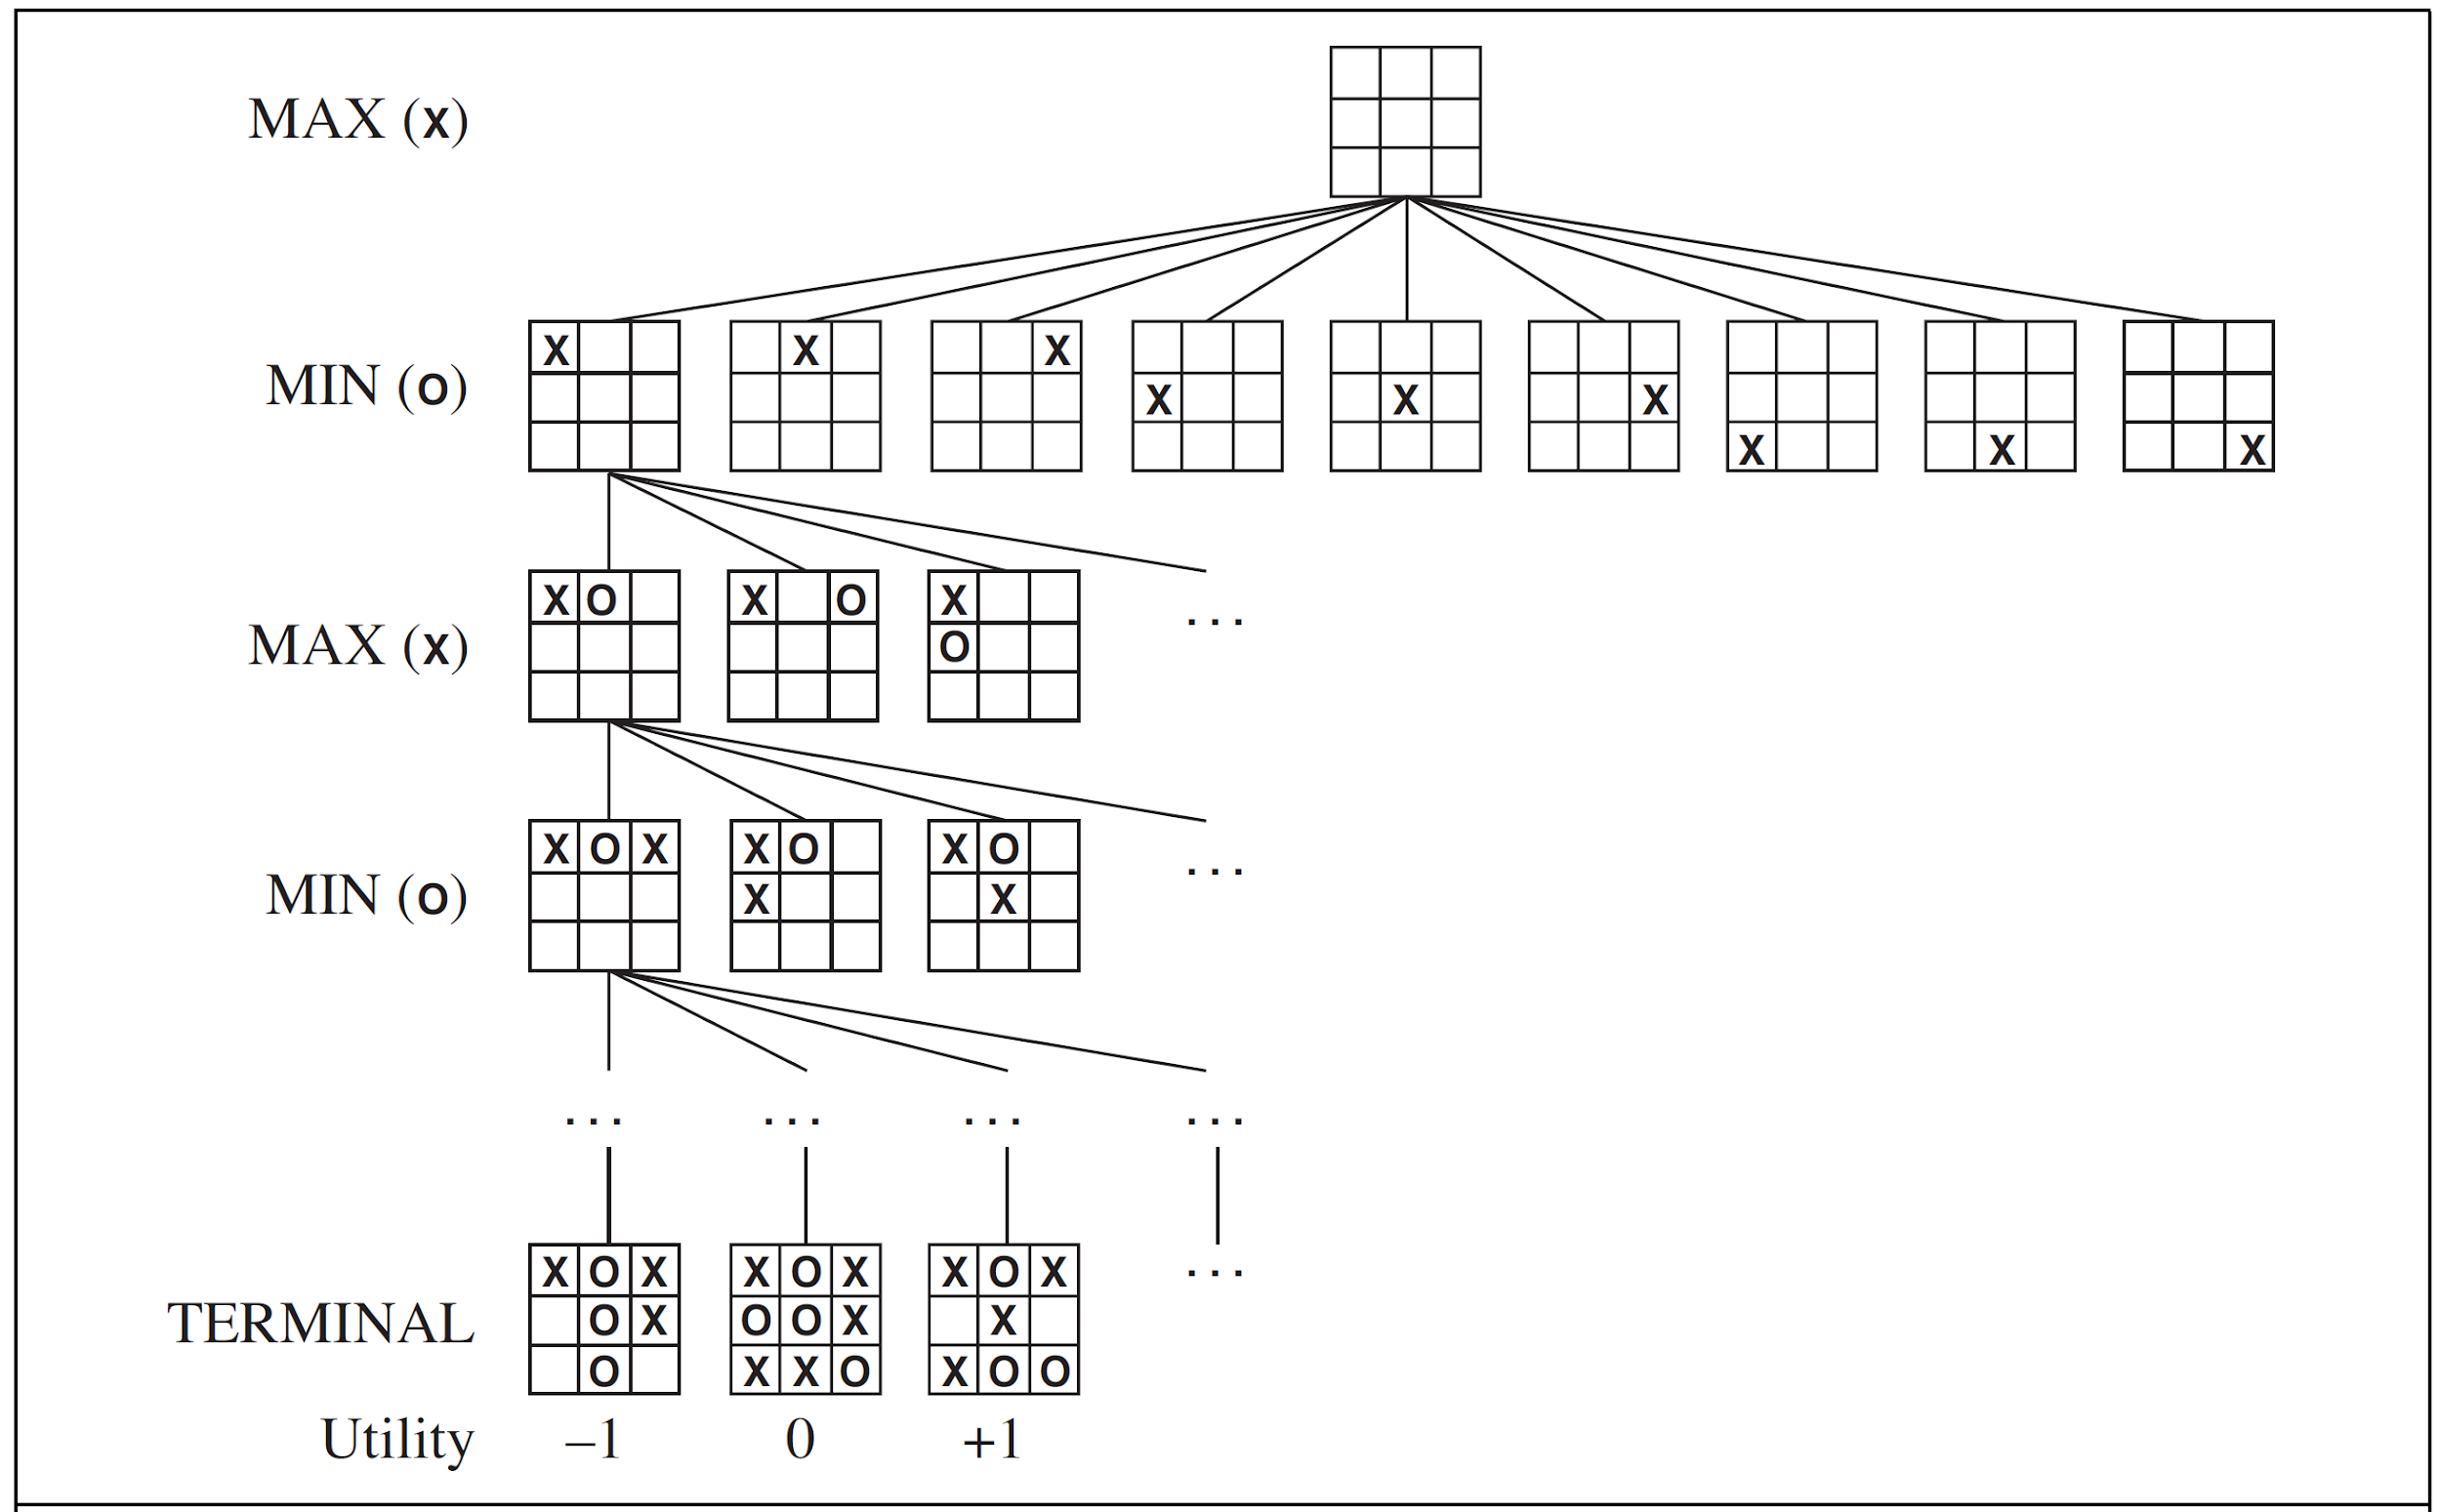 MAX (X)
X X X X X X X X X
MIN (O)
X O X O X
MAX (X)
O
. . .
X O X X O X O
MIN (O)
X X
. . .
. . . . . . . . . . . .
X O X X O X X O X
. . .
TERMINAL
O X O O X X
O X X O X O O
Utility –1 0 +1